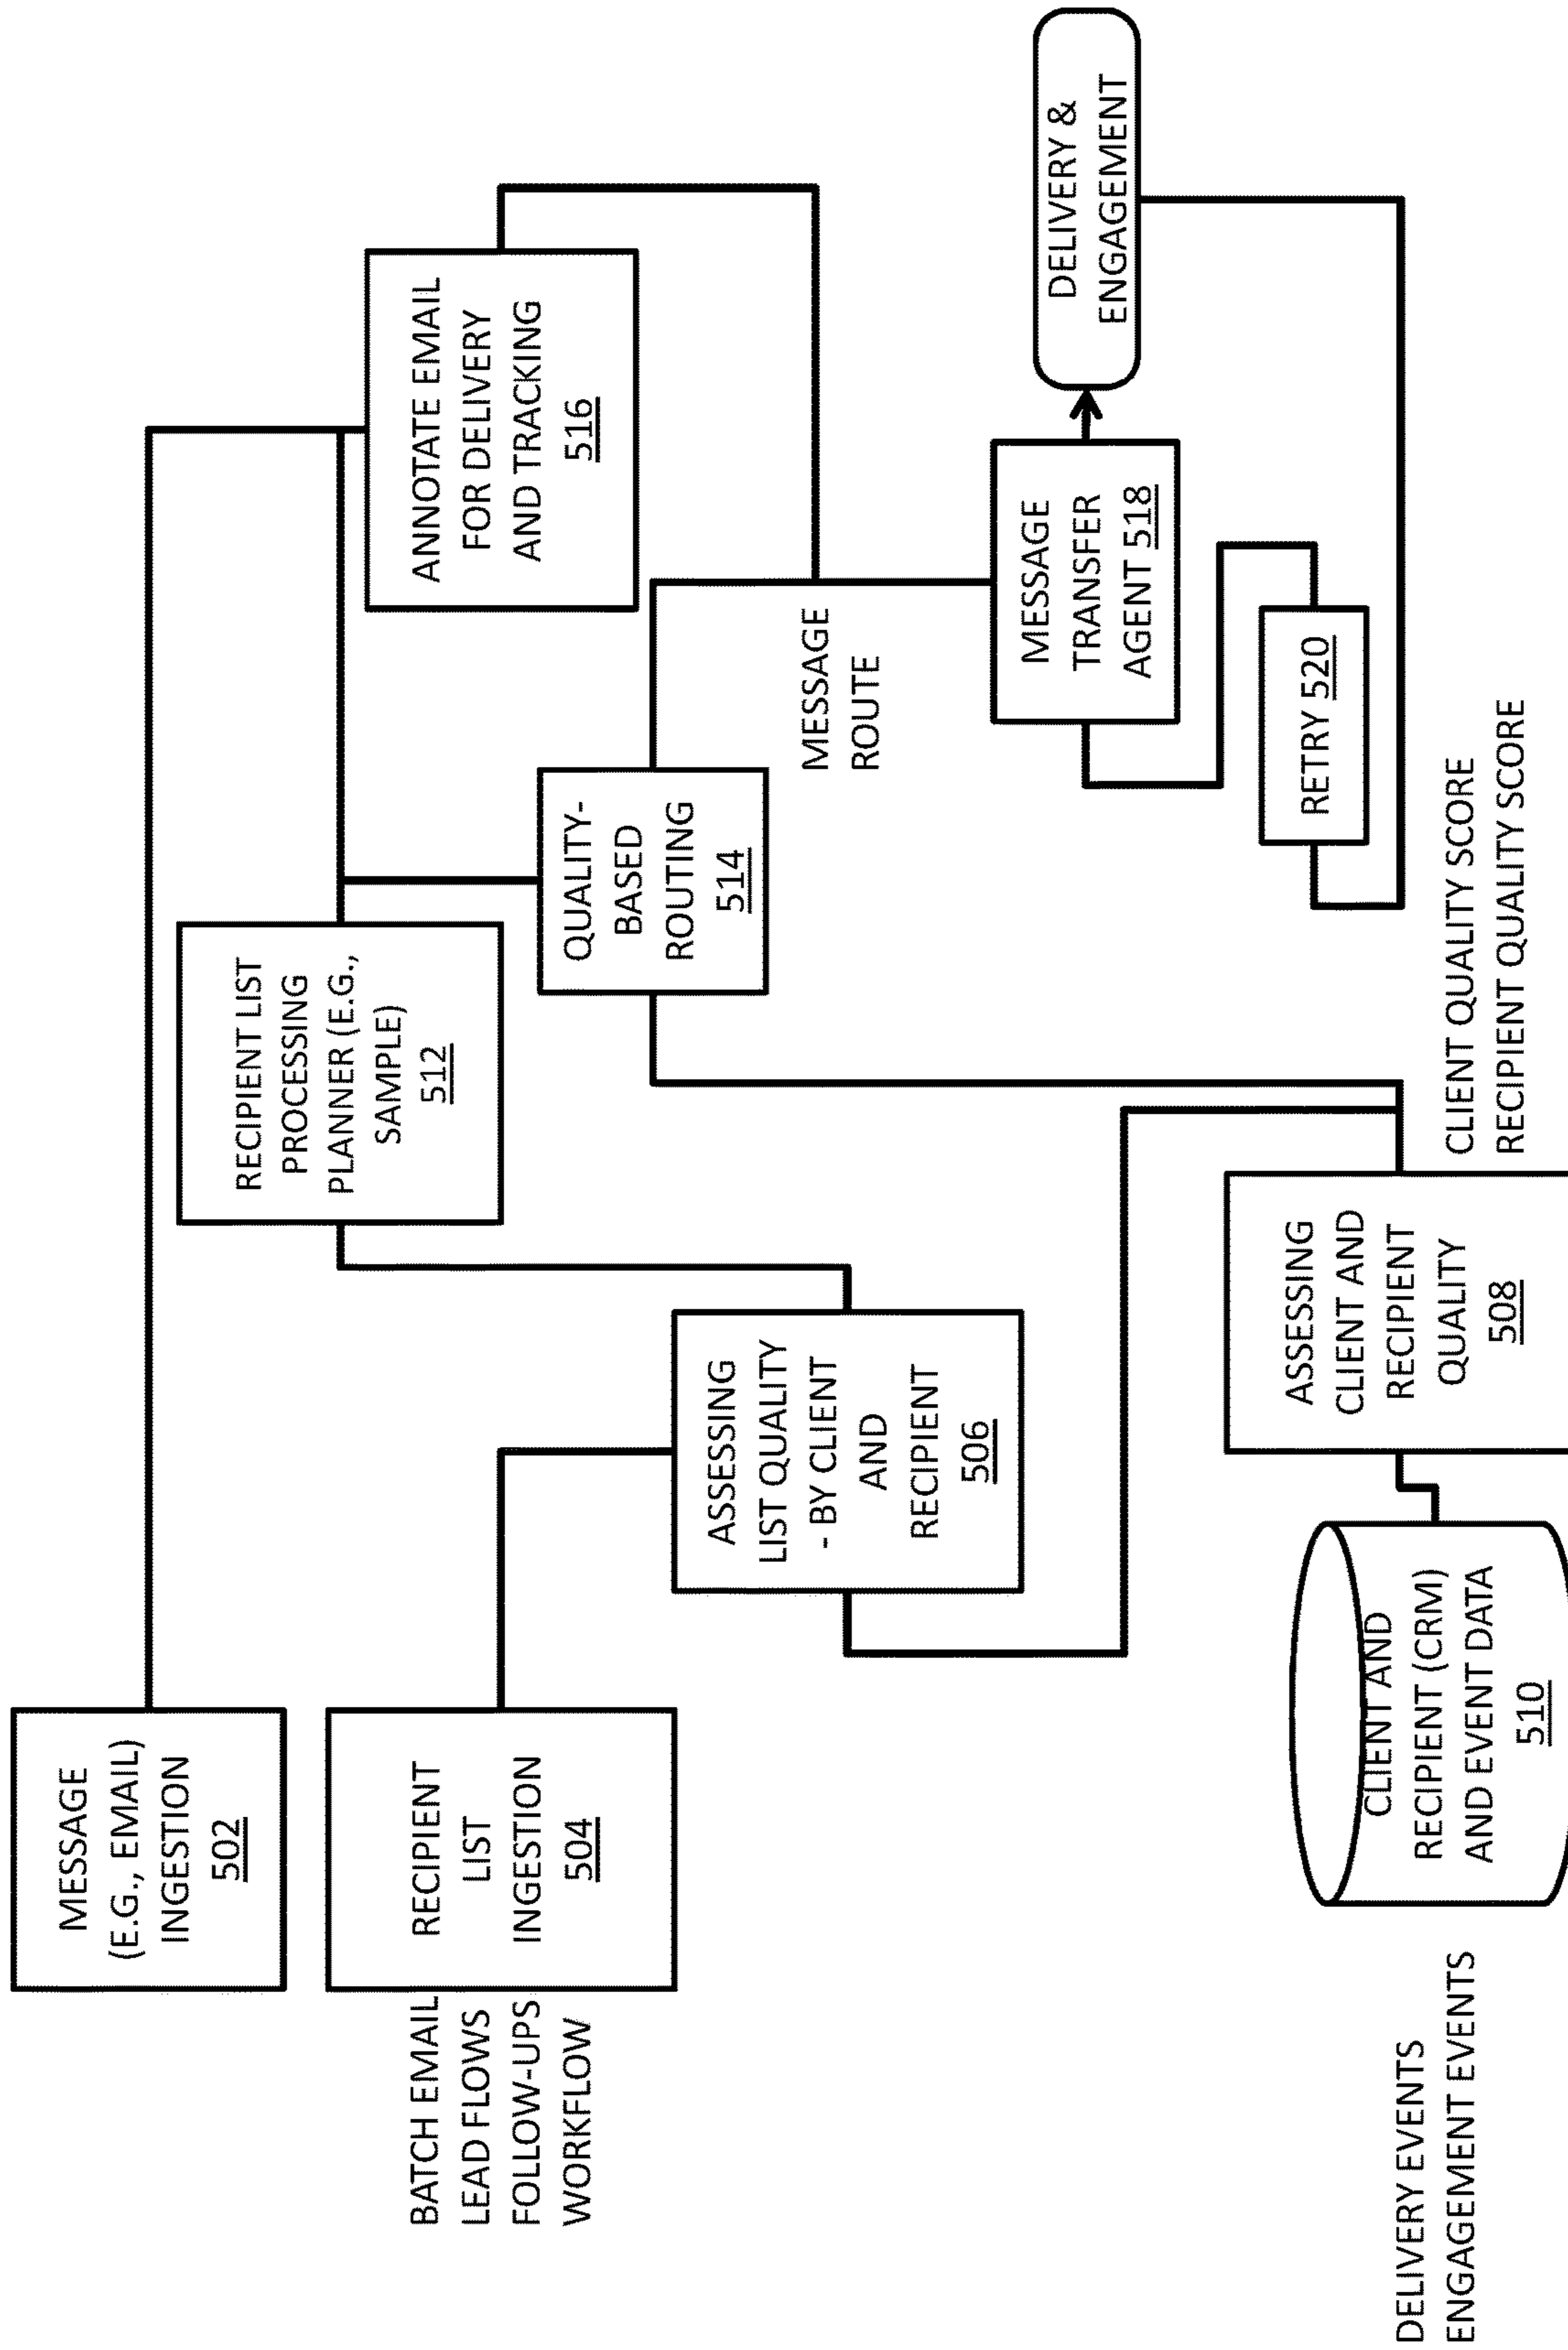 MESSAGE
(E.G., EMAIL)
INGESTION
502
BATCH EMAIL
LEAD FLOWS
FOLLOW-UPS
WORKFLOW
RECIPIENT
LIST
INGESTION
504
ASSESSING
LIST QUALITY
- BY CLIENT
AND
RECIPIENT
506
RECIPIENT LIST
PROCESSING
PLANNER (E.G.,
SAMPLE)
512
QUALITY-
BASED
ROUTING
514
ANNOTATE EMAIL
FOR DELIVERY
AND TRACKING
516
MESSAGE
ROUTE
MESSAGE
TRANSFER
AGENT 518
DELIVERY &
ENGAGEMENT
RETRY 520
DELIVERY EVENTS
ENGAGEMENT EVENTS
CLIENT AND
RECIPIENT (CRM)
AND EVENT DATA
510
ASSESSING
CLIENT AND
RECIPIENT
QUALITY
508
CLIENT QUALITY SCORE
RECIPIENT QUALITY SCORE